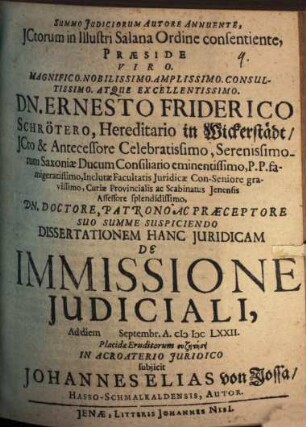 SUMMO JUDICIORUM AUTORE ANNUENTE,
JCtorum in Illustri Salana Ordine consentiente,
PRÆSIDE
9.
VIRO.
MAGNIFICO. NOBILISSIMO AMPLISSIMO. CONSUL-
TISSIMO. ATQUE EXCELLENTISSIMO.
DN. ERNESTO FRIDERICO
SCHRÖTERO, Hereditario in Wickerstädt/
JCto & Antecessore Celebratissimo, Serenissimo-
rum Saxoniæ Ducum Consiliario eminentissimo, P.P. fa-
migeratissimo, Inclutæ Facultatis Juridicæ Con-Seniore gra-
vissimo, Curiæ Provincialis ac Scabinatus Jenensis
Assessore splendidissimo,
DN. DOCTORE, PATRONO AC PRÆCEPTORE
SUO SUMME SUSPICIENDO
DISSERTATIONEM HANC JURIDICAM
DE
IMMISSIONE
JUDICIALI,
Ad diem Septembr. A. cIↄ Iↄc LXXII.
Placidæ Eruditorum συζητήσει
IN ACROATERIO JURIDICO
subjicit
JOHANNES ELIAS von Jossa/
HASSO-SCHMALKALDENSIS, AUTOR.
JENÆ, LITTERIS JOHANNIS NISI.